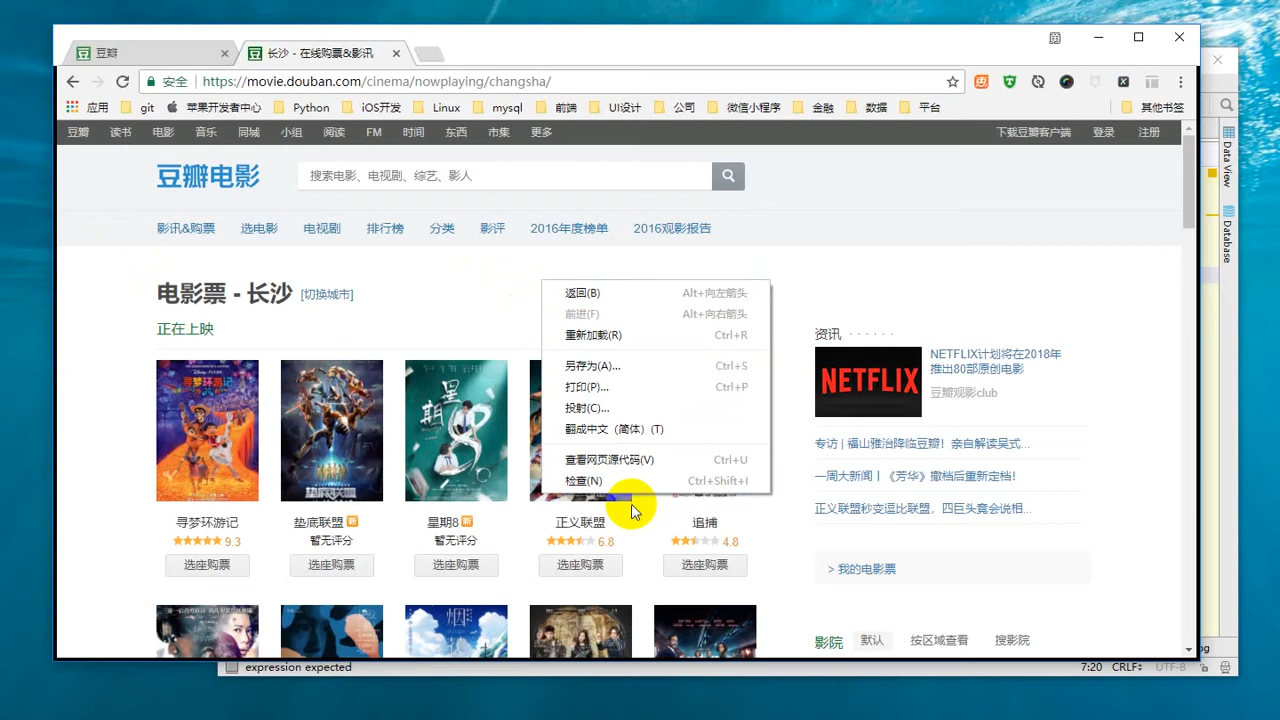 豆瓣
长沙 - 在线购票&影讯
安全
https://movie.douban.com/cinema/nowplaying/changsha/
应用 git 苹果开发者中心 Python iOS开发 Linux mysql 前端 UI设计 公司 微信小程序 金融 数据 平台 其他书签
豆瓣 读书 电影 音乐 同城 小组 阅读 FM 时间 东西 市集 更多 下载豆瓣客户端 登录 注册
豆瓣电影
搜索电影、电视剧、综艺、影人
影讯&购票 选电影 电视剧 排行榜 分类 影评 2016年度榜单 2016观影报告
电影票 - 长沙 [切换城市]
正在上映
返回(B) Alt+向左箭头
前进(F) Alt+向右箭头
重新加载(R) Ctrl+R
另存为(A)... Ctrl+S
打印(P)... Ctrl+P
投射(C)...
翻成中文（简体）(T)
查看网页源代码(V) Ctrl+U
检查(N) Ctrl+Shift+I
寻梦环游记
垫底联盟
星期8
寻梦环游记 垫底联盟 新 星期8 新 正义联盟 追捕
9.3 暂无评分 暂无评分 6.8 4.8
选座购票 选座购票 选座购票 选座购票 选座购票
资讯 · · · · · ·
NETFLIX
NETFLIX计划将在2018年
推出80部原创电影
豆瓣观影club
专访 | 福山雅治降临豆瓣！亲自解读吴式...
一周大新闻丨《芳华》撤档后重新定档！
正义联盟秒变逗比联盟，四巨头竟会说相...
> 我的电影票
影院 默认 按区域查看 搜影院
Data View
Database
expression expected
7:20 CRLF UTF-8